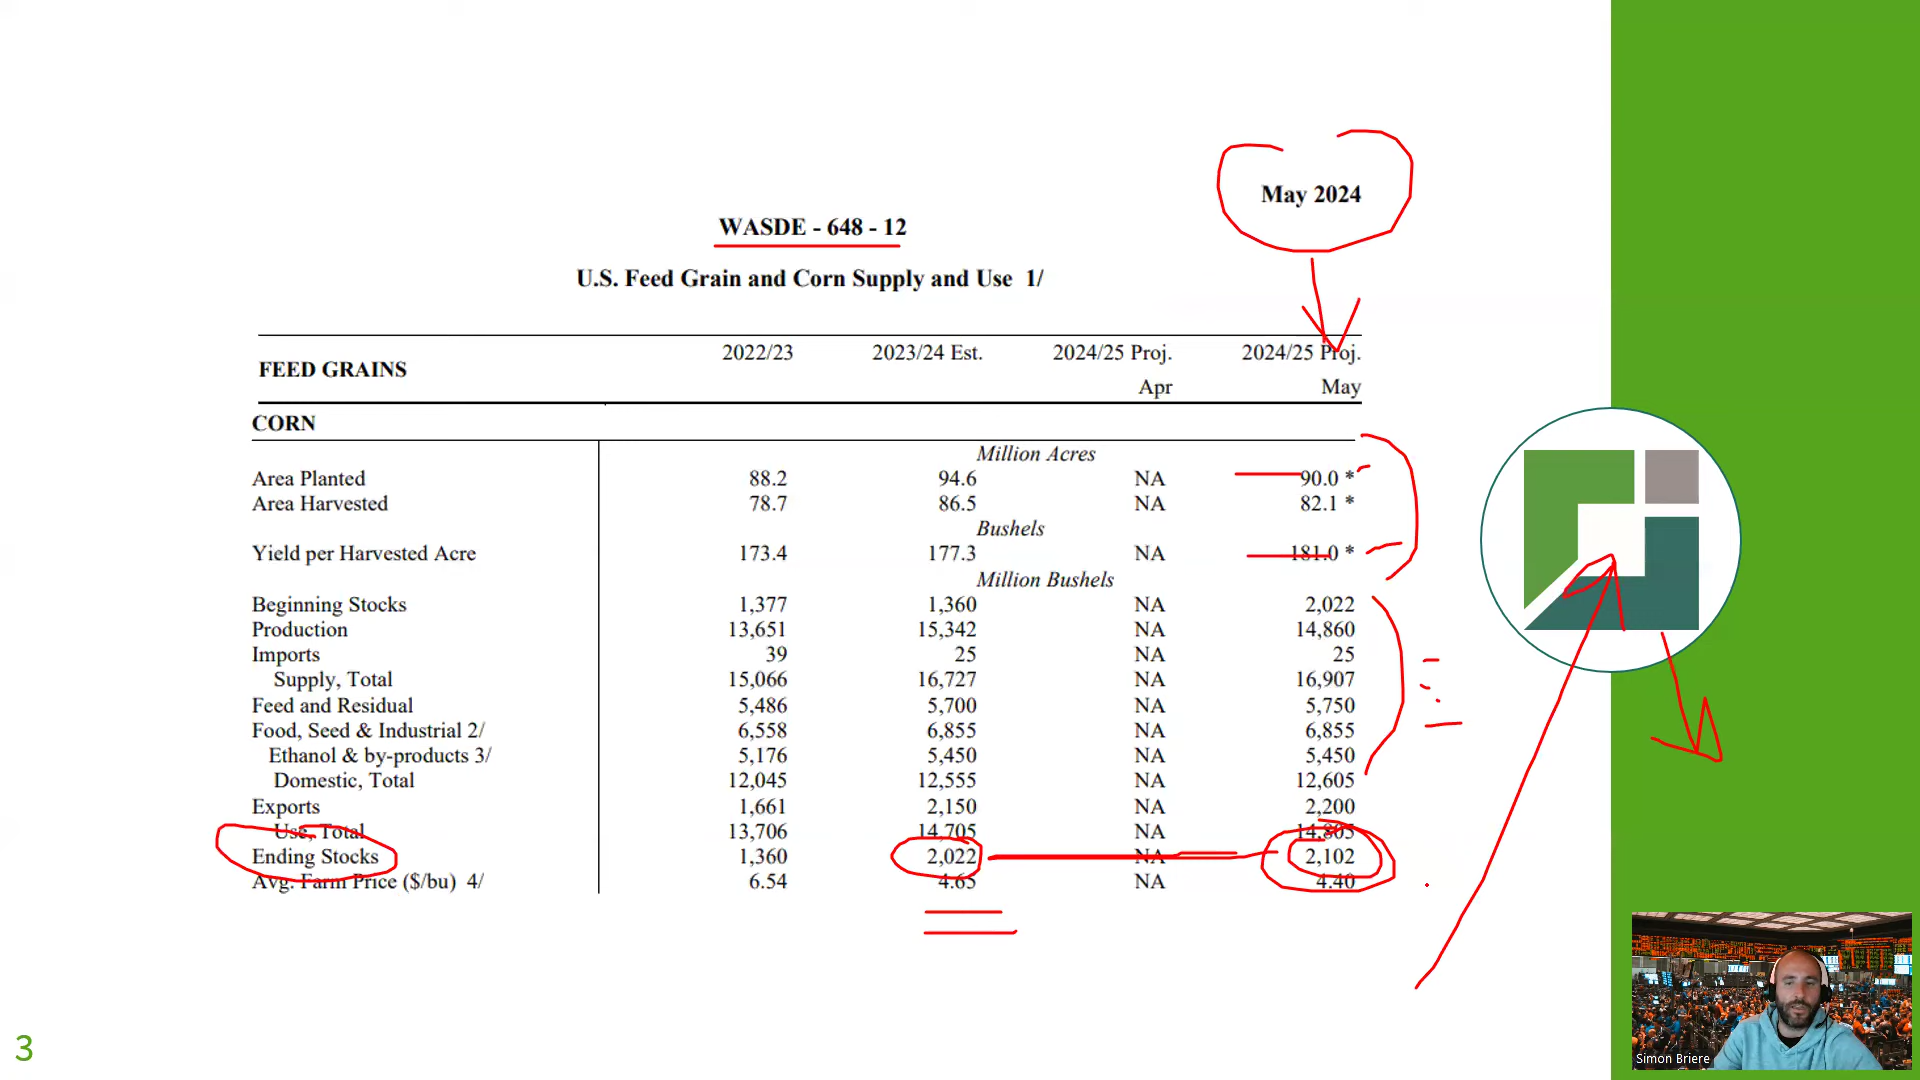 May 2024
WASDE - 648 - 12
U.S. Feed Grain and Corn Supply and Use 1/
FEED GRAINS 2022/23 2023/24 Est. 2024/25 Proj. 2024/25 Proj.
Apr May
CORN
Million Acres
Area Planted 88.2 94.6 NA 90.0 *
Area Harvested 78.7 86.5 NA 82.1 *
Bushels
Yield per Harvested Acre 173.4 177.3 NA 181.0 *
Million Bushels
Beginning Stocks 1,377 1,360 NA 2,022
Production 13,651 15,342 NA 14,860
Imports 39 25 NA 25
Supply, Total 15,066 16,727 NA 16,907
Feed and Residual 5,486 5,700 NA 5,750
Food, Seed & Industrial 2/ 6,558 6,855 NA 6,855
Ethanol & by-products 3/ 5,176 5,450 NA 5,450
Domestic, Total 12,045 12,555 NA 12,605
Exports 1,661 2,150 NA 2,200
Use, Total 13,706 14,705 NA 14,805
Ending Stocks 1,360 2,022 NA 2,102
Avg. Farm Price ($/bu) 4/ 6.54 4.65 NA 4.40
3
Simon Briere